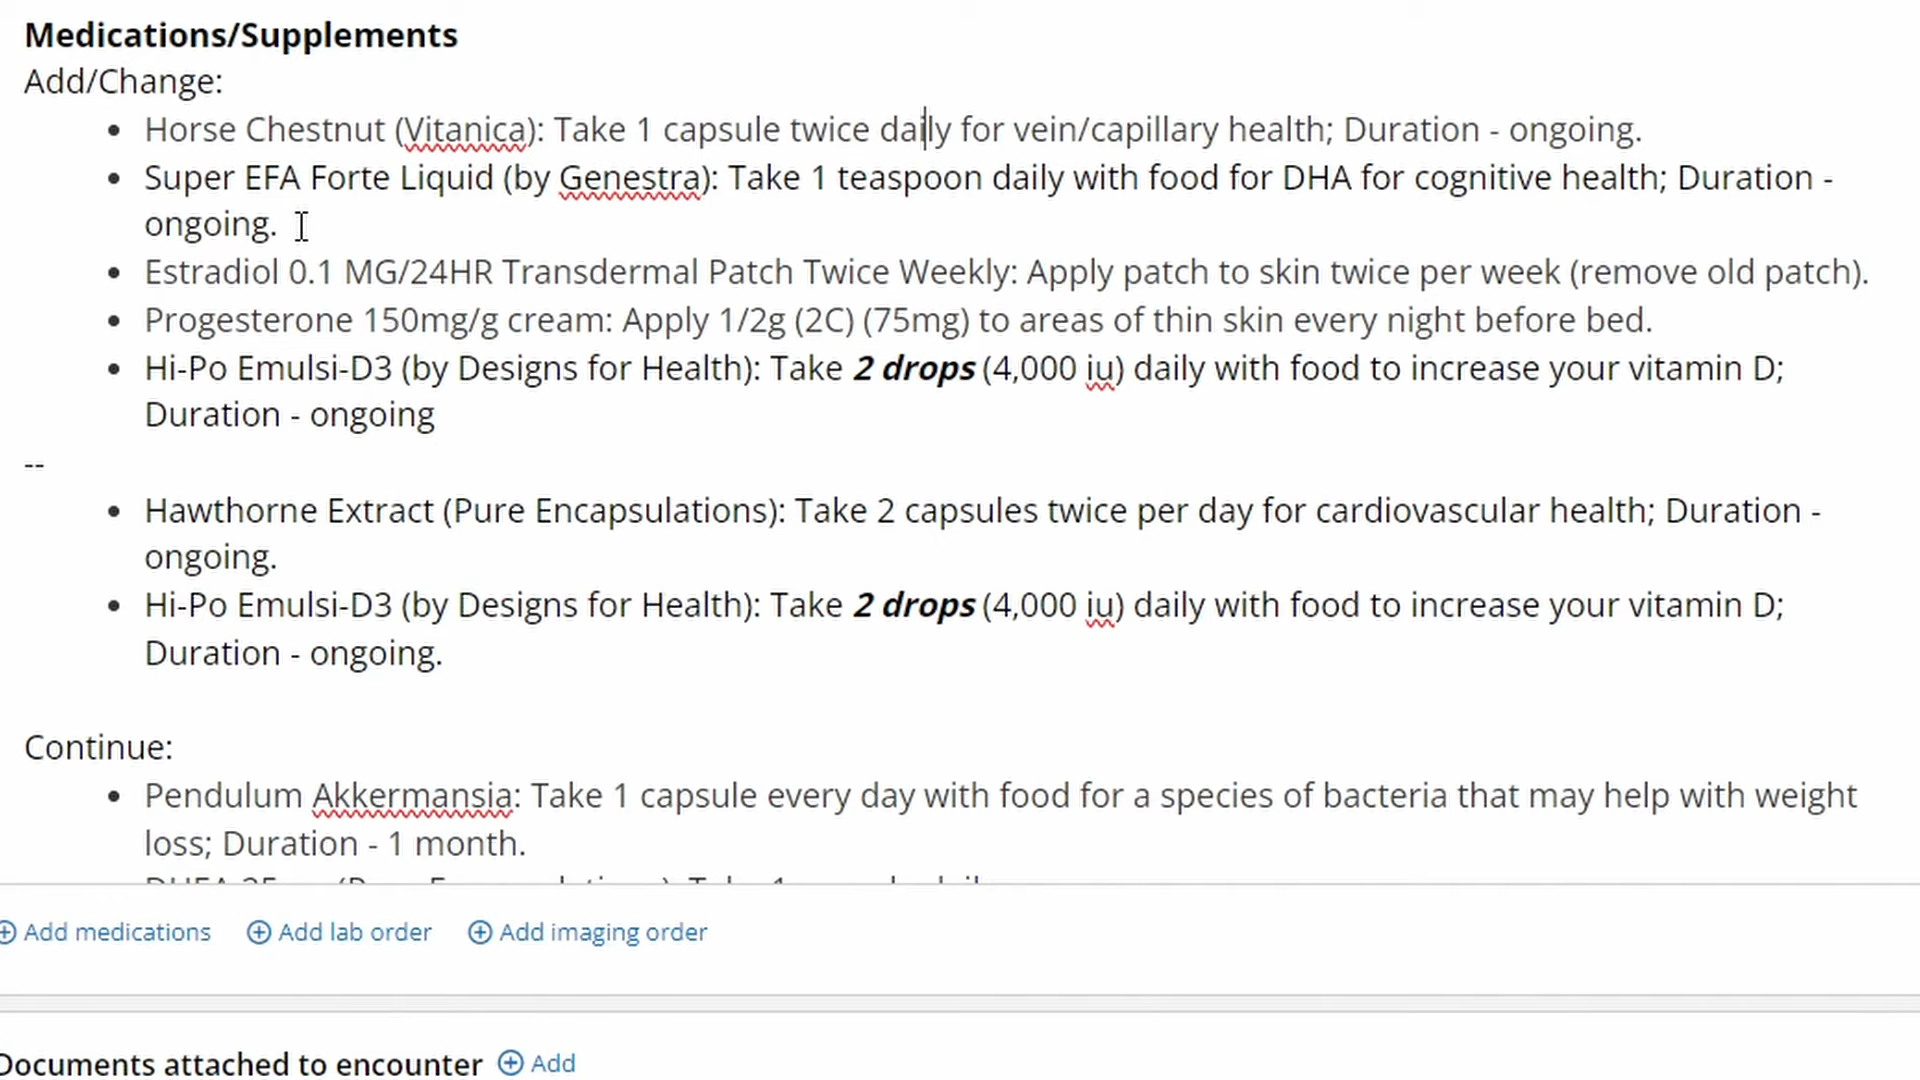 Medications/Supplements
Add/Change:
• Horse Chestnut (Vitanica): Take 1 capsule twice daily for vein/capillary health; Duration - ongoing.
• Super EFA Forte Liquid (by Genestra): Take 1 teaspoon daily with food for DHA for cognitive health; Duration -
ongoing.
• Estradiol 0.1 MG/24HR Transdermal Patch Twice Weekly: Apply patch to skin twice per week (remove old patch).
• Progesterone 150mg/g cream: Apply 1/2g (2C) (75mg) to areas of thin skin every night before bed.
• Hi-Po Emulsi-D3 (by Designs for Health): Take 2 drops (4,000 iu) daily with food to increase your vitamin D;
Duration - ongoing
--
• Hawthorne Extract (Pure Encapsulations): Take 2 capsules twice per day for cardiovascular health; Duration -
ongoing.
• Hi-Po Emulsi-D3 (by Designs for Health): Take 2 drops (4,000 iu) daily with food to increase your vitamin D;
Duration - ongoing.
Continue:
• Pendulum Akkermansia: Take 1 capsule every day with food for a species of bacteria that may help with weight
loss; Duration - 1 month.
Add medications Add lab order Add imaging order
Documents attached to encounter Add